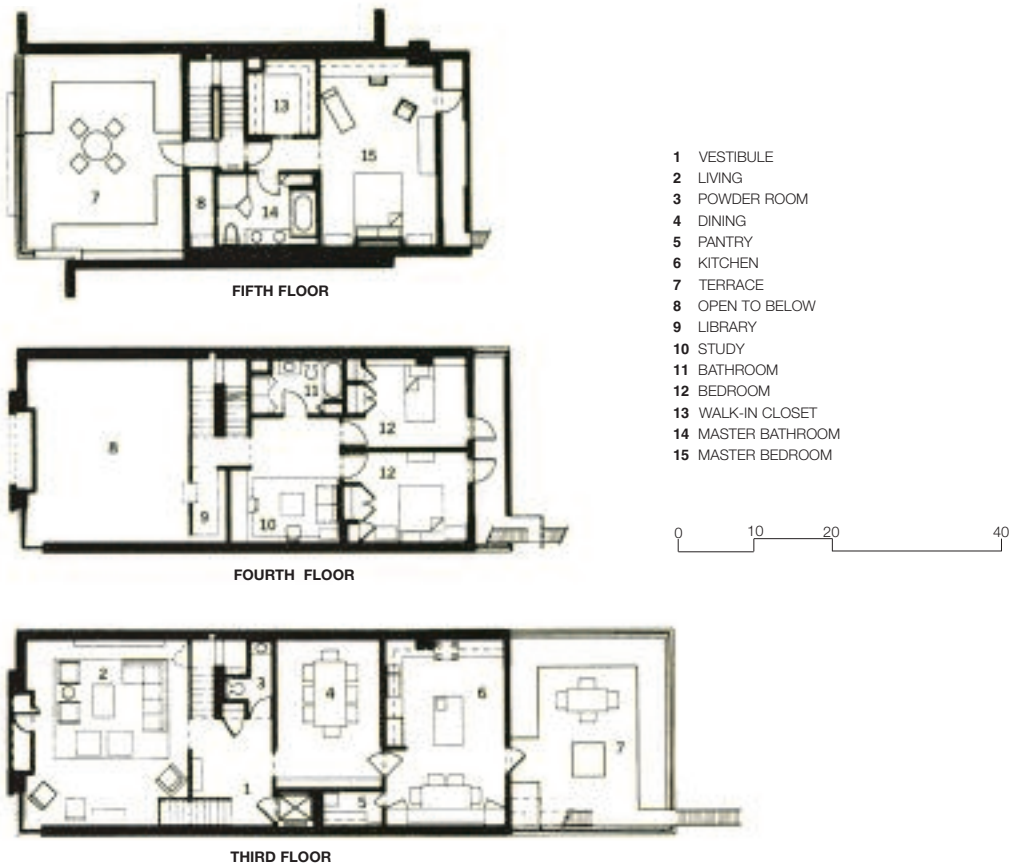 13
15
7
8
14
FIFTH FLOOR
11
12
8
12
9
10
FOURTH FLOOR
2
3
4
6
7
1
5
THIRD FLOOR
1 VESTIBULE
2 LIVING
3 POWDER ROOM
4 DINING
5 PANTRY
6 KITCHEN
7 TERRACE
8 OPEN TO BELOW
9 LIBRARY
10 STUDY
11 BATHROOM
12 BEDROOM
13 WALK-IN CLOSET
14 MASTER BATHROOM
15 MASTER BEDROOM
0 10 20 40